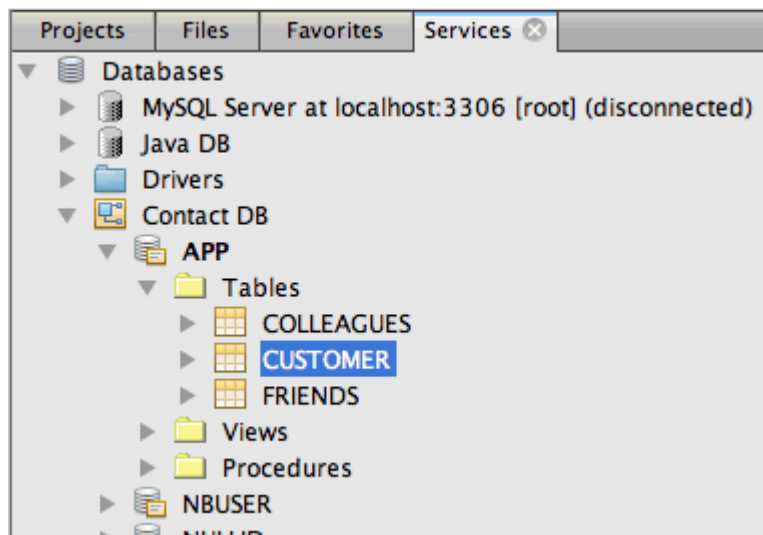 Projects Files Favorites Services
Databases
MySQL Server at localhost:3306 [root] (disconnected)
Java DB
Drivers
Contact DB
APP
Tables
COLLEAGUES
CUSTOMER
FRIENDS
Views
Procedures
NBUSER